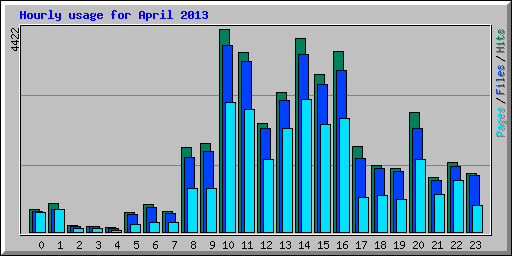 Hourly usage for April 2013
4422
Pages/Files/Hits
0 1 2 3 4 5 6 7 8 9 10 11 12 13 14 15 16 17 18 19 20 21 22 23